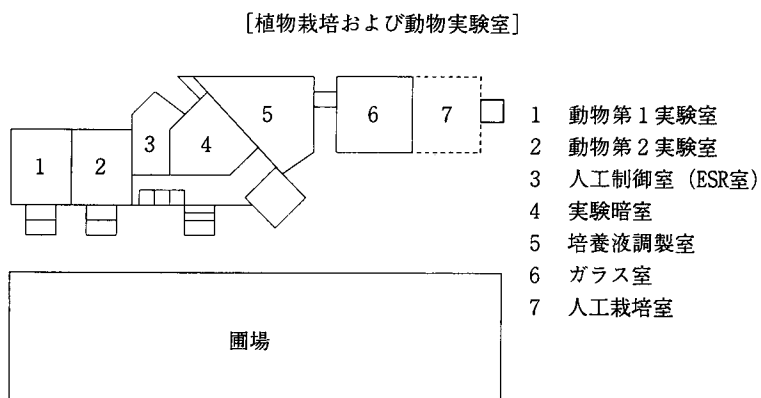 ［植物栽培および動物実験室］
1
2
3
4
5
6
7
1 動物第1実験室
2 動物第2実験室
3 人工制御室（ESR室）
4 実験暗室
5 培養液調製室
6 ガラス室
7 人工栽培室
圃場